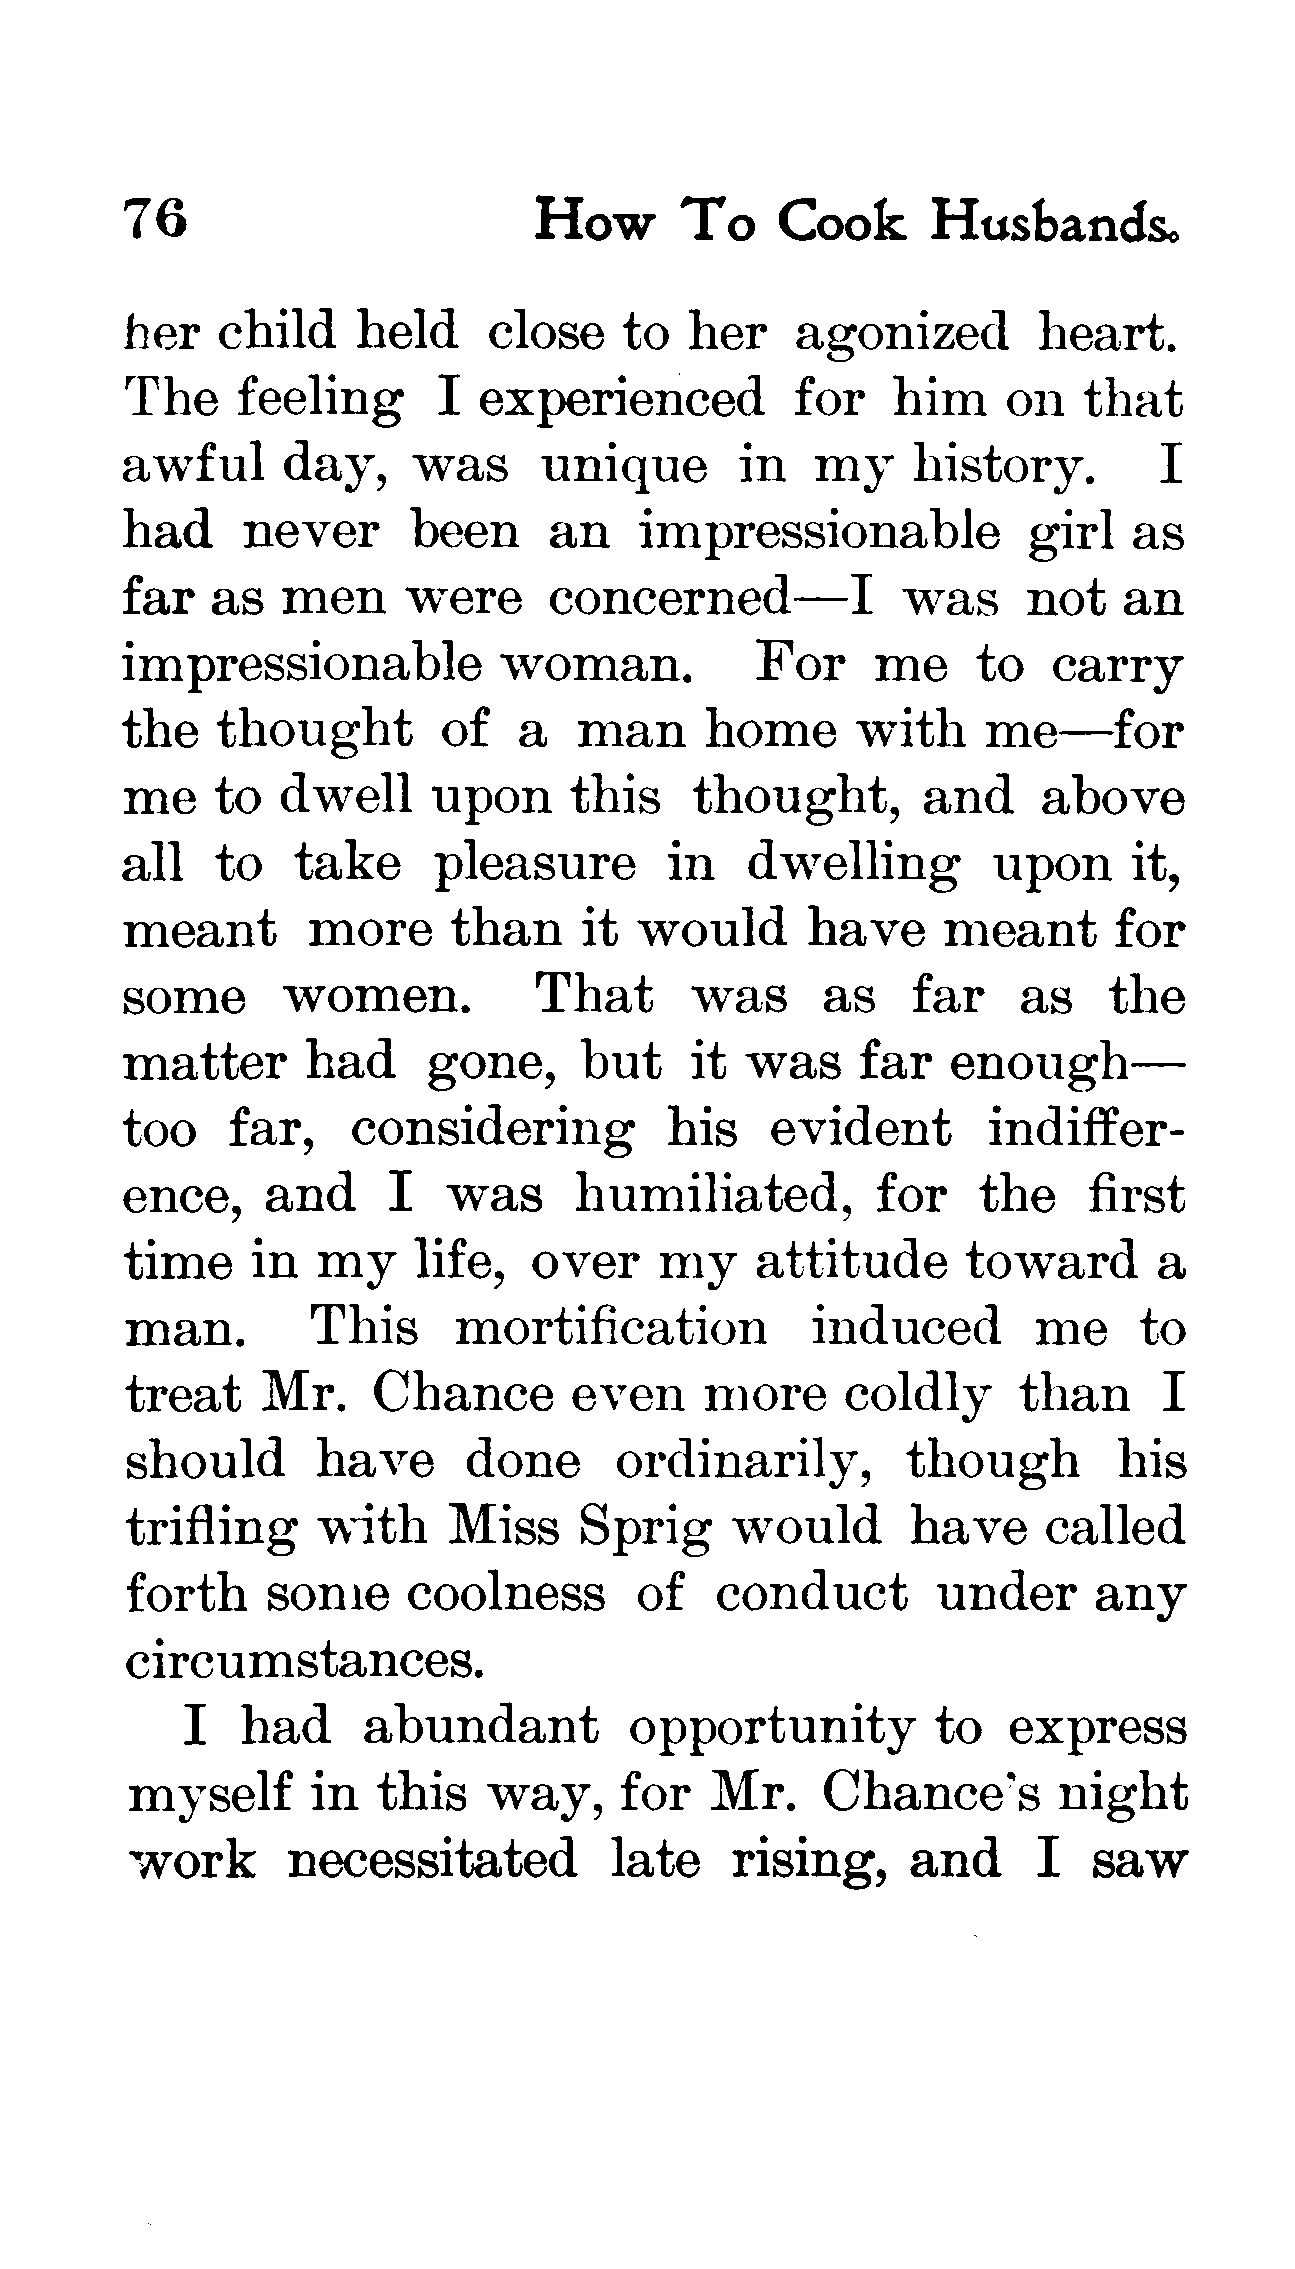 76 How To Cook Husbands.
her child held close to her agonized heart.
The feeling I experienced for him on that
awful day, was unique in my history. I
had never been an impressionable girl as
far as men were concerned—I was not an
impressionable woman. For me to carry
the thought of a man home with me—for
me to dwell upon this thought, and above
all to take pleasure in dwelling upon it,
meant more than it would have meant for
some women. That was as far as the
matter had gone, but it was far enough—
too far, considering his evident indiffer-
ence, and I was humiliated, for the first
time in my life, over my attitude toward a
man. This mortification induced me to
treat Mr. Chance even more coldly than I
should have done ordinarily, though his
trifling with Miss Sprig would have called
forth some coolness of conduct under any
circumstances.
I had abundant opportunity to express
myself in this way, for Mr. Chance's night
work necessitated late rising, and I saw